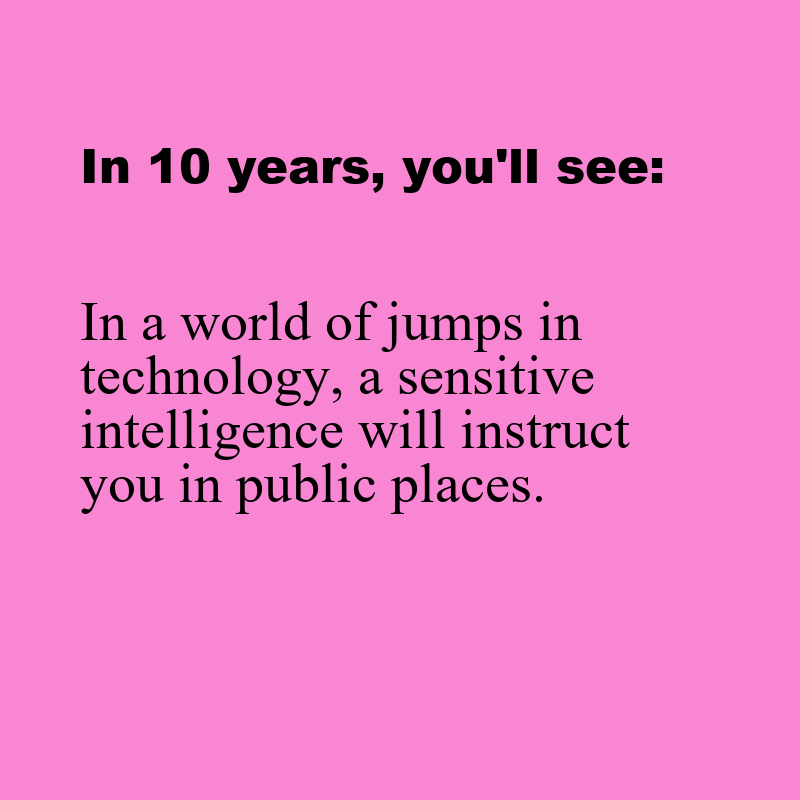 In 10 years, you'll see:
In a world of jumps in
technology, a sensitive
intelligence will instruct
you in public places.